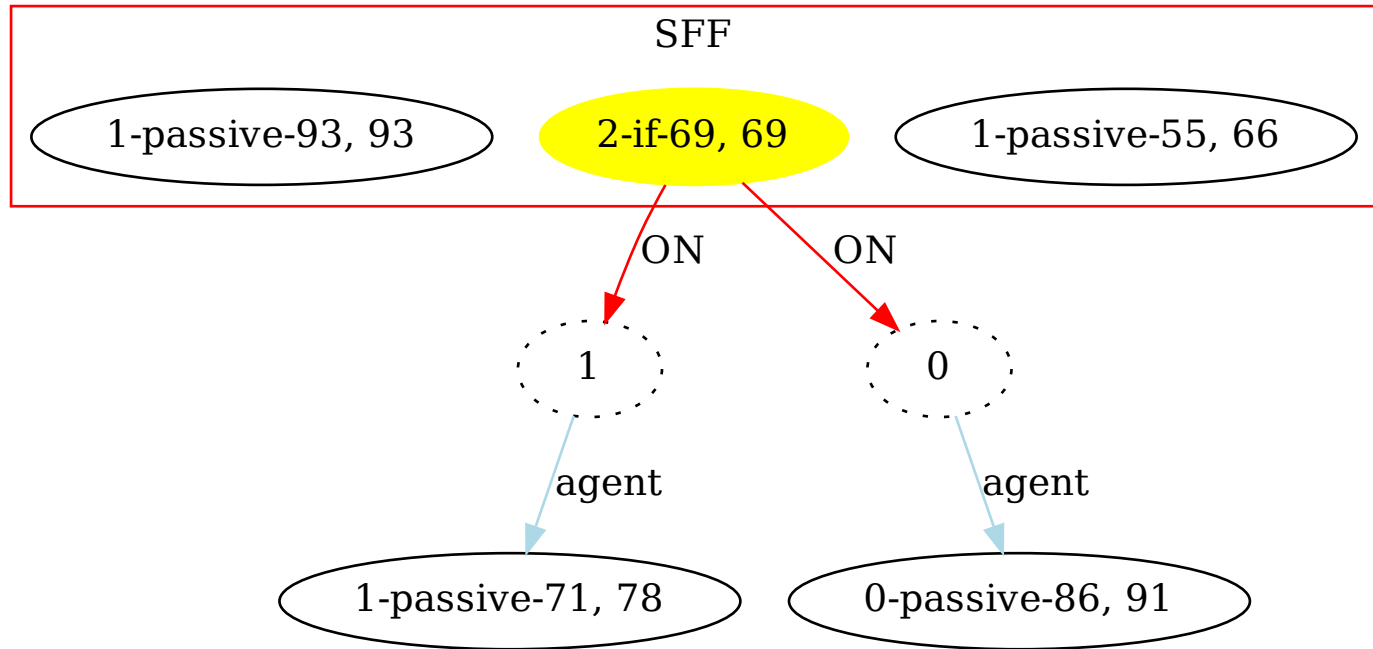 SFF
1-passive-93, 93
2-if-69, 69
1-passive-55, 66
ON
ON
1
0
agent
agent
1-passive-71, 78
0-passive-86, 91